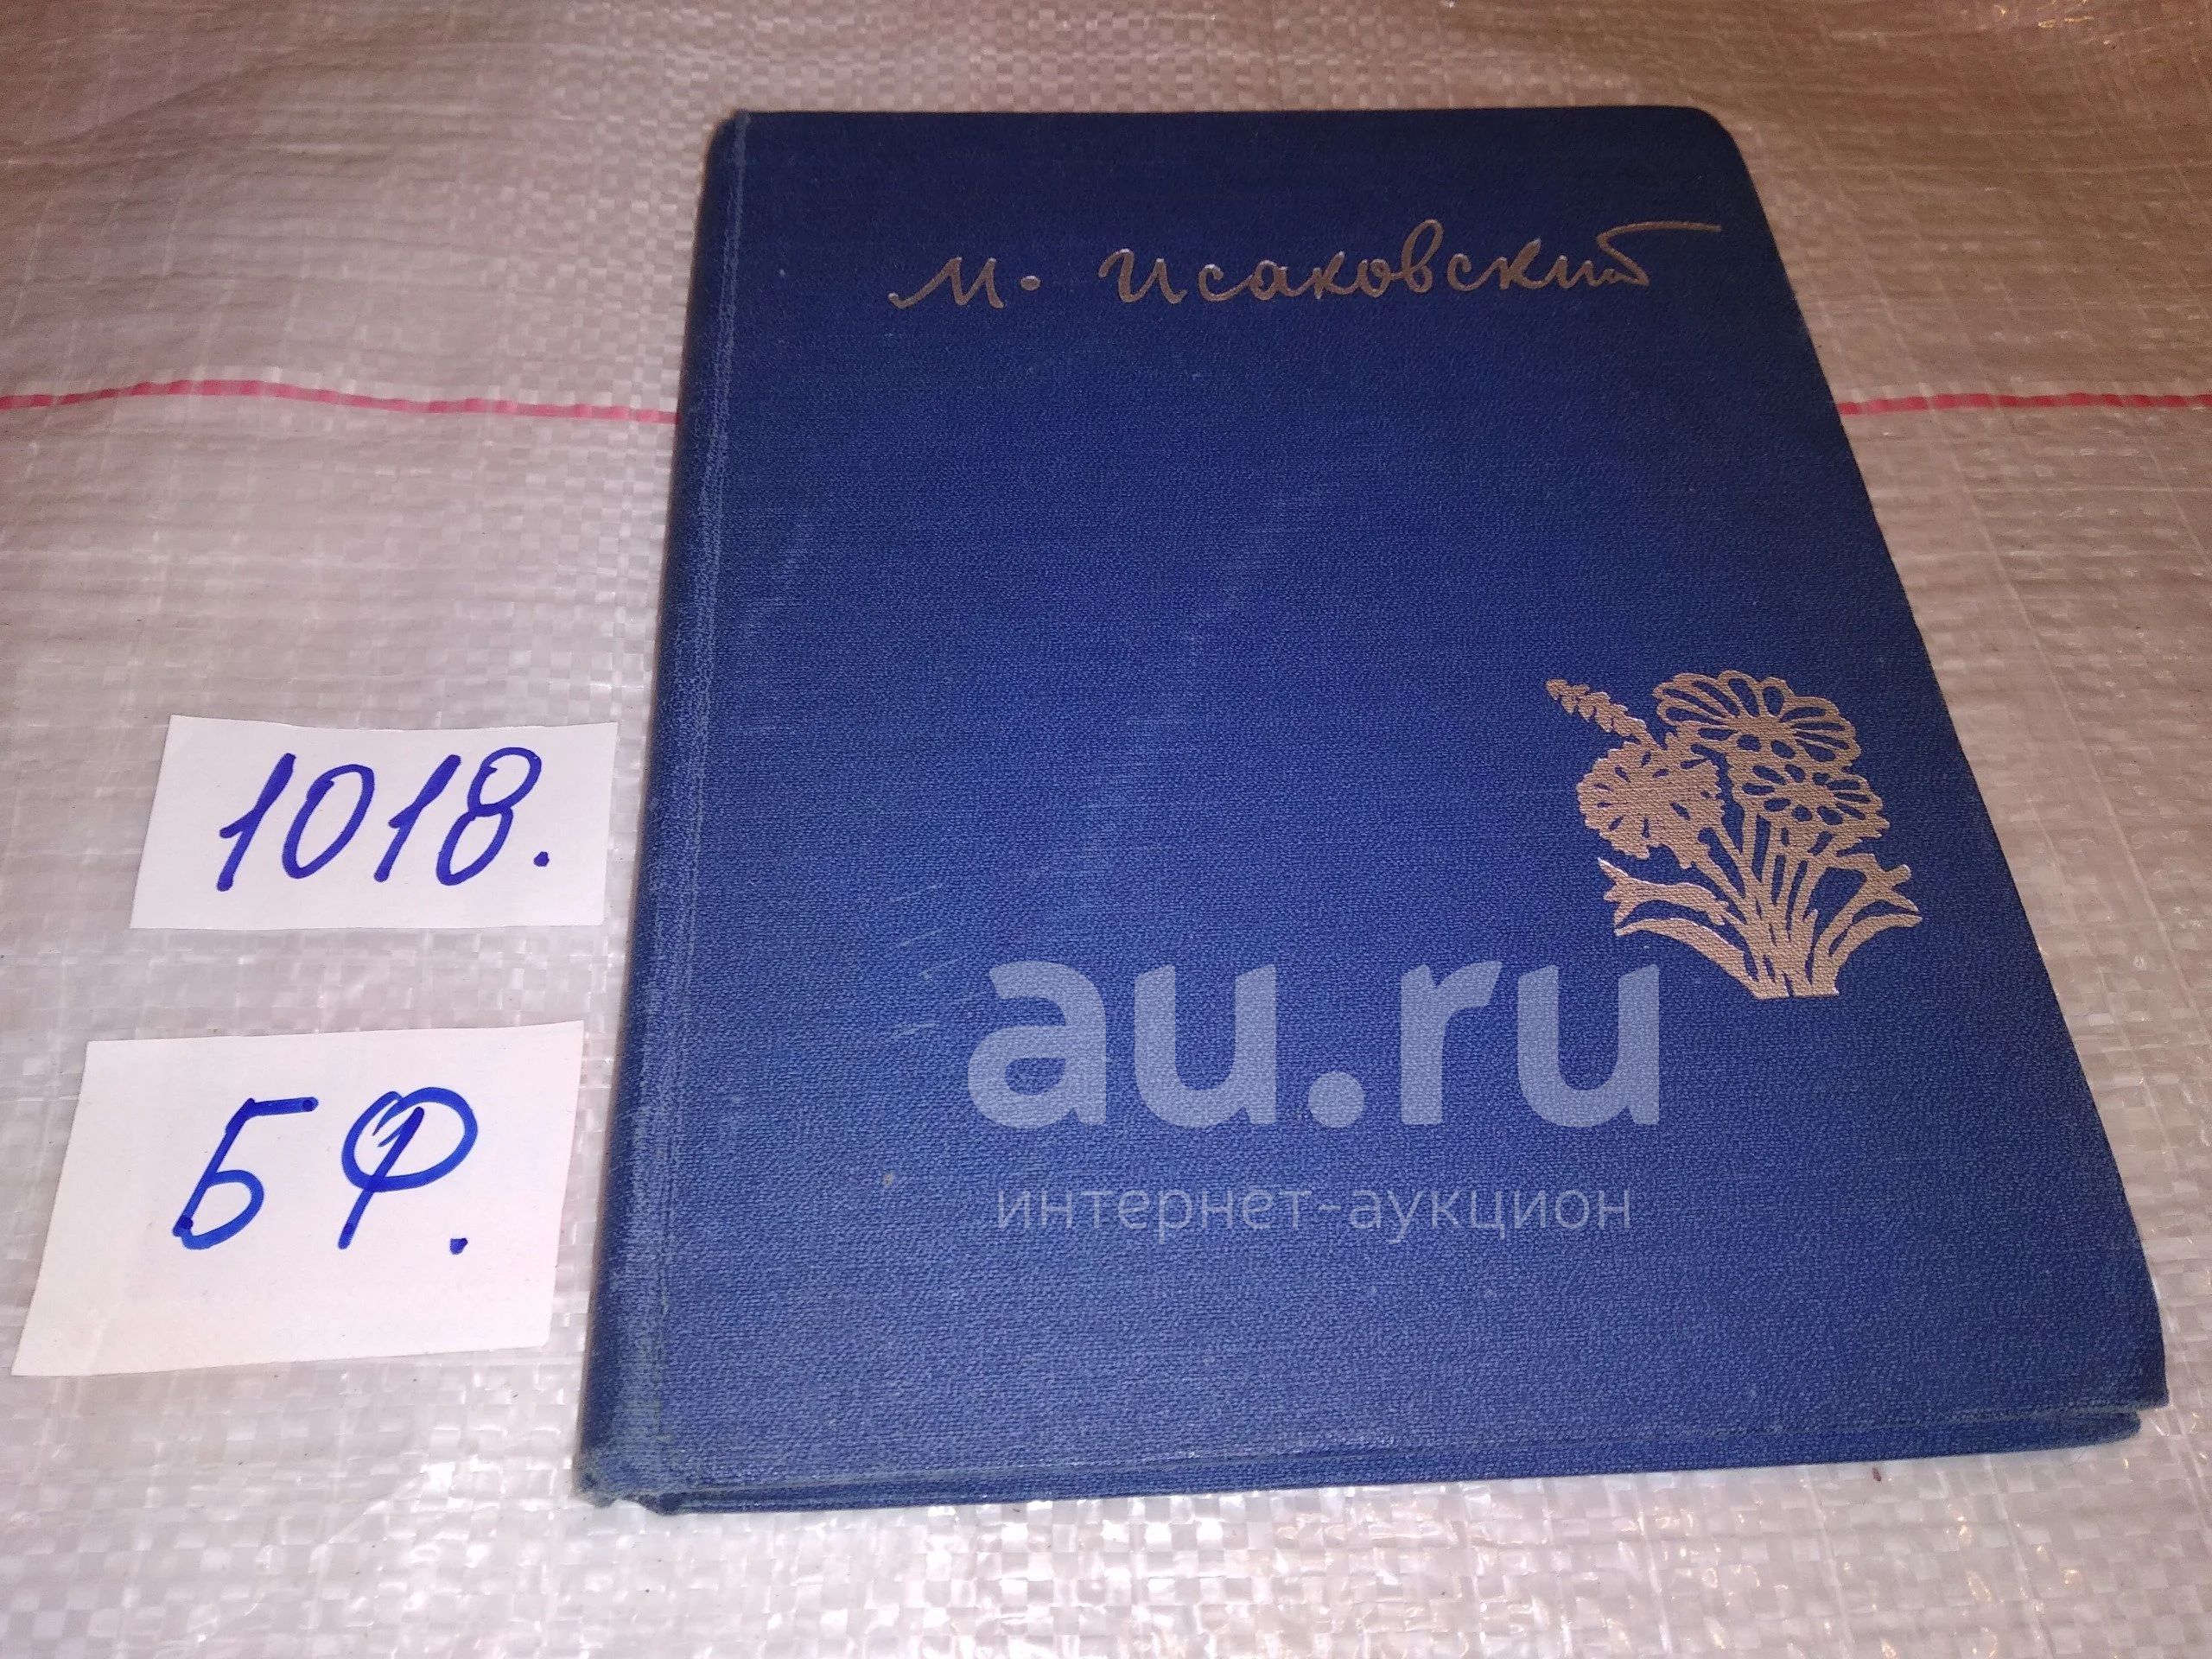 М. Исаковский
1018.
БФ.
au.ru
интернет-аукцион